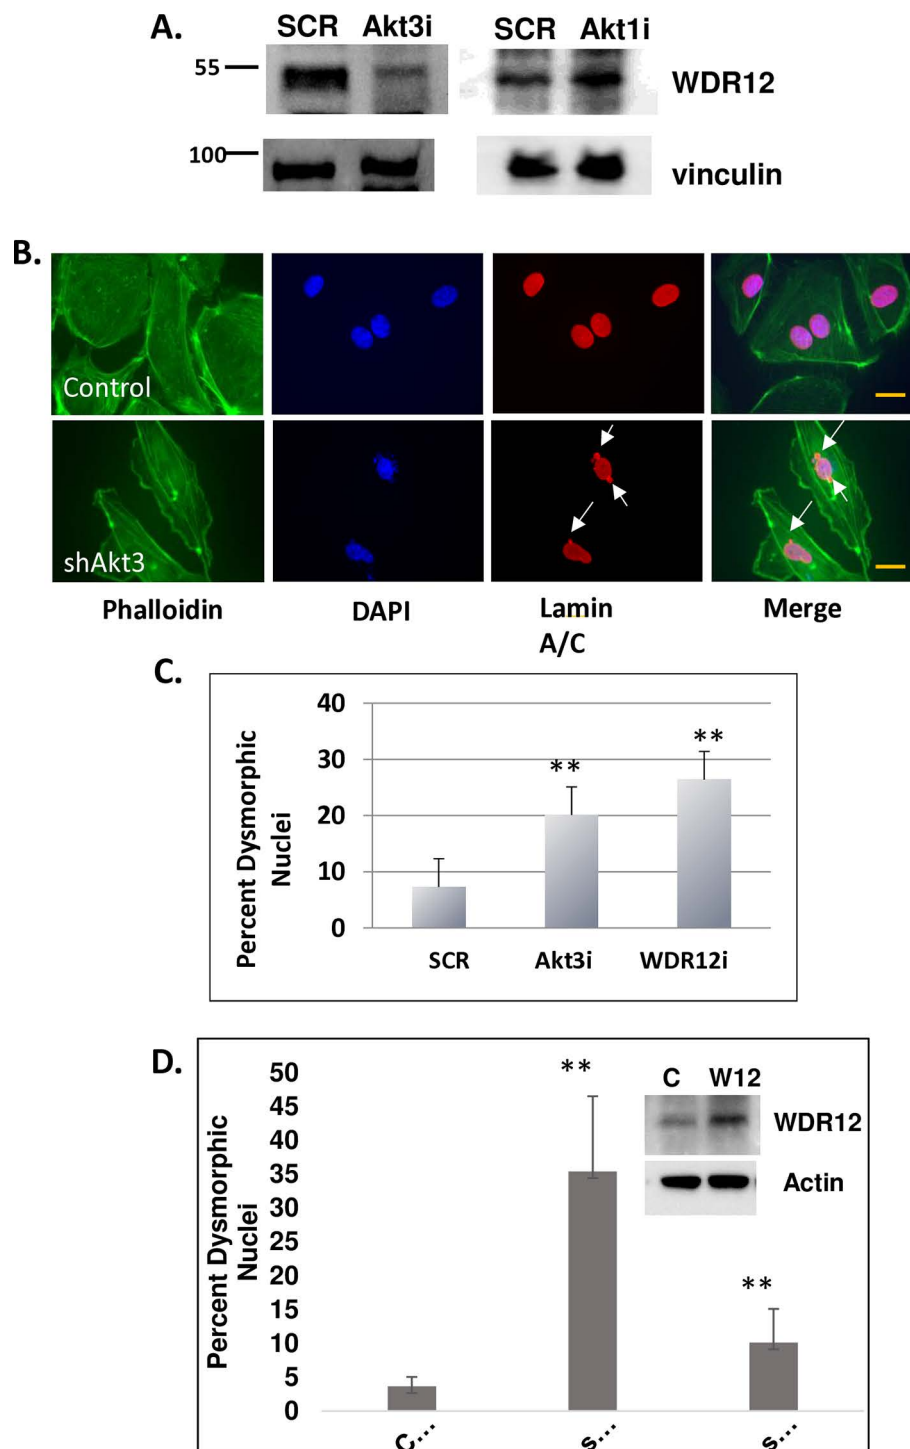 A.
SCR Akt3i SCR Akt1i
55
WDR12
100
vinculin
B.
Control
shAkt3
Phalloidin DAPI Lamin A/C Merge
C.
Percent Dysmorphic
Nuclei
40
30
20
10
0
**
**
SCR Akt3i WDR12i
D.
Percent Dysmorphic
Nuclei
50
45
40
35
30
25
20
15
10
5
0
**
**
C W12
WDR12
Actin
C... s... s...